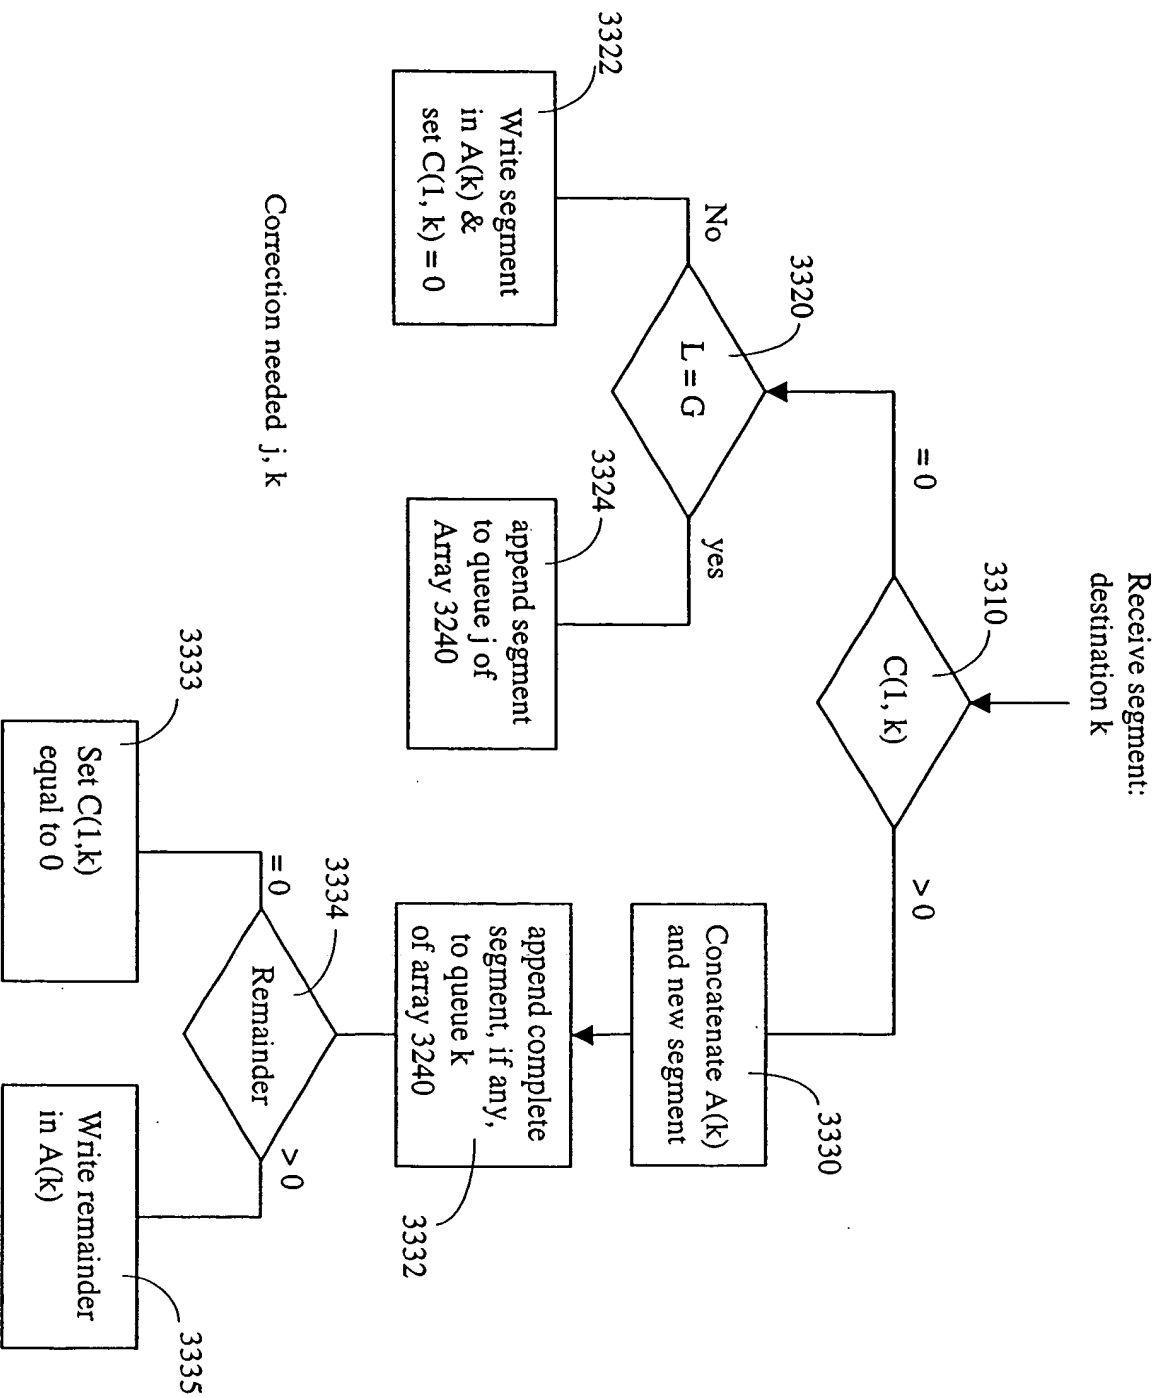 Receive segment:
destination k
3310
C(1, k)
= 0
> 0
3320
L = G
No
yes
3322
Write segment
in A(k) &
set C(1, k) = 0
3324
append segment
to queue j of
Array 3240
3330
Concatenate A(k)
and new segment
3332
append complete
segment, if any,
to queue k
of array 3240
3334
Remainder
= 0
> 0
3333
Set C(1,k)
equal to 0
3335
Write remainder
in A(k)
Correction needed j, k